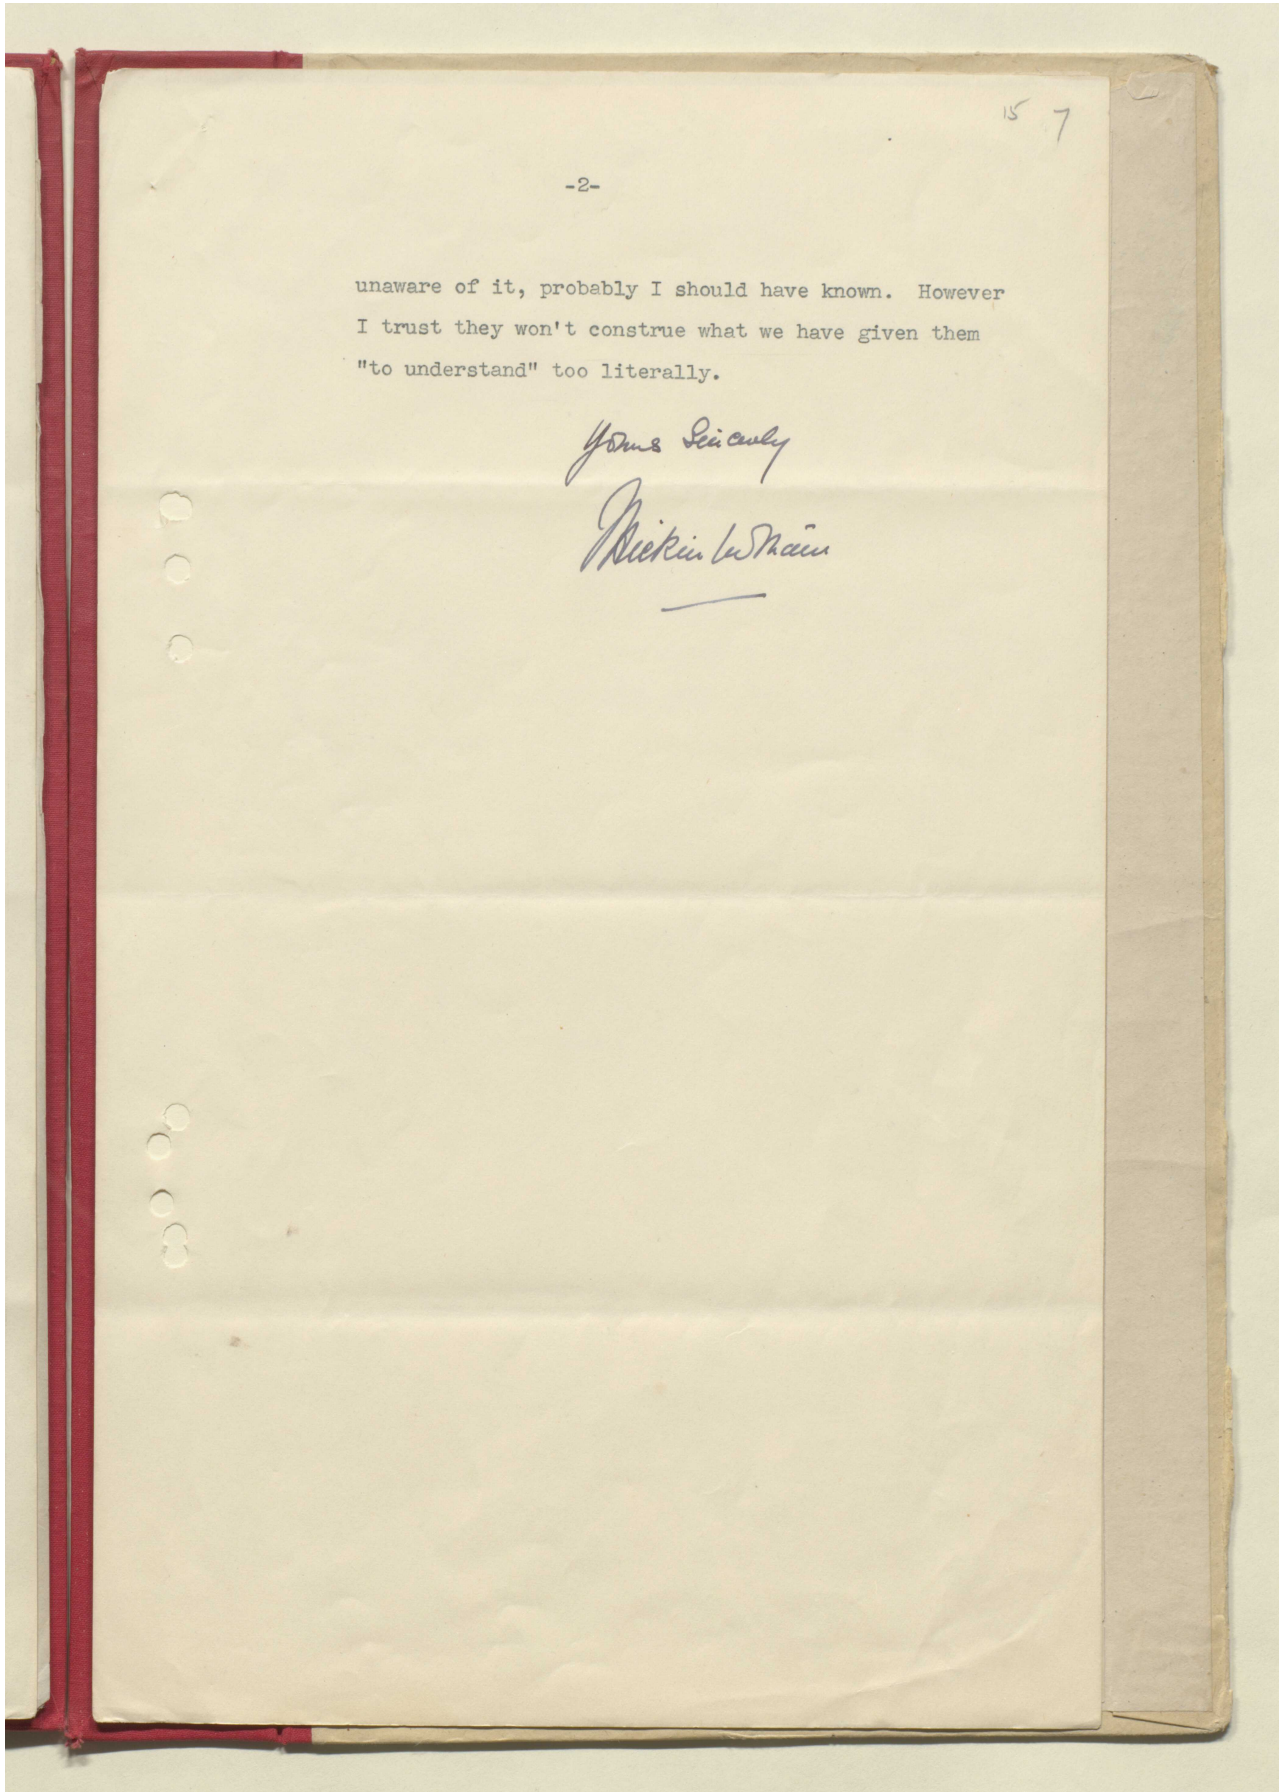 15 7
-2-
unaware of it, probably I should have known. However
I trust they won't construe what we have given them
"to understand" too literally.
Yours Sincerely